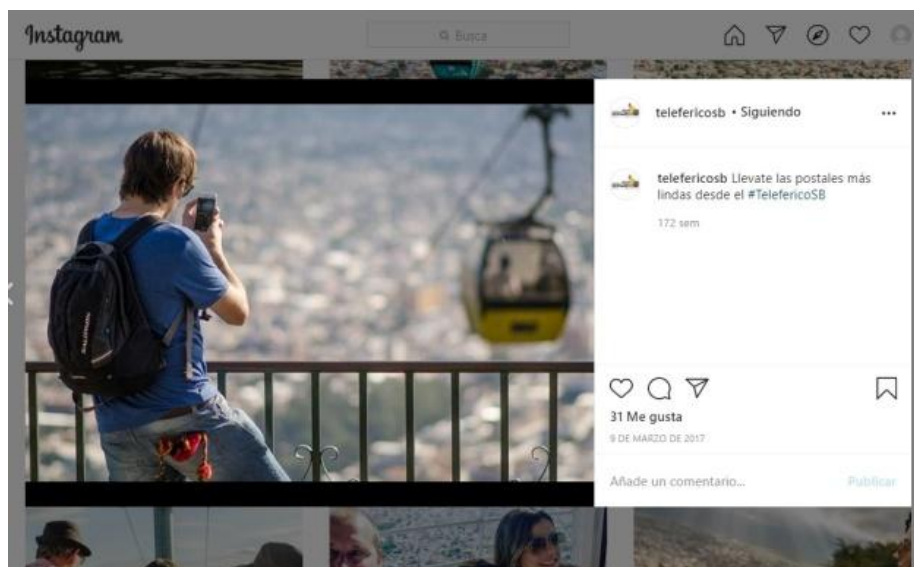 Instagram
Busca
telefericosb • Siguiendo
telefericosb Llevate las postales más
lindas desde el #TelefericoSB
172 sem
31 Me gusta
9 DE MARZO DE 2017
Añade un comentario...
Publicar